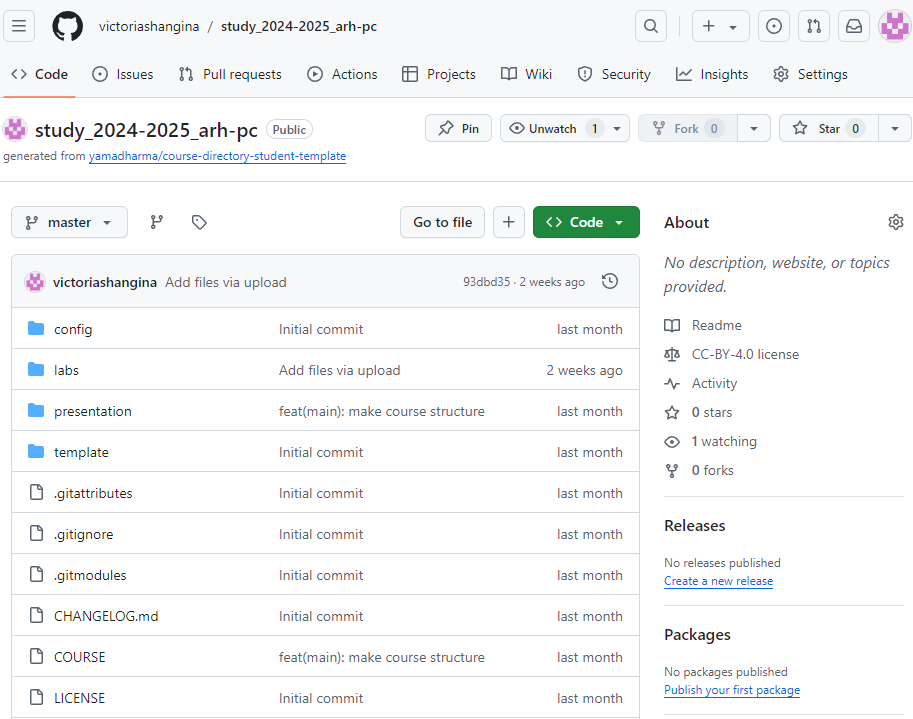 victoriashangina / study_2024-2025_arh-pc
Code Issues Pull requests Actions Projects Wiki Security Insights Settings
study_2024-2025_arh-pc Public
Pin Unwatch 1 Fork 0 Star 0
generated from yamadharma/course-directory-student-template
master Go to file Code
victoriashangina Add files via upload 93dbd35 · 2 weeks ago
config Initial commit last month
labs Add files via upload 2 weeks ago
presentation feat(main): make course structure last month
template Initial commit last month
.gitattributes Initial commit last month
.gitignore Initial commit last month
.gitmodules Initial commit last month
CHANGELOG.md Initial commit last month
COURSE feat(main): make course structure last month
LICENSE Initial commit last month
About
No description, website, or topics
provided.
Readme
CC-BY-4.0 license
Activity
0 stars
1 watching
0 forks
Releases
No releases published
Create a new release
Packages
No packages published
Publish your first package